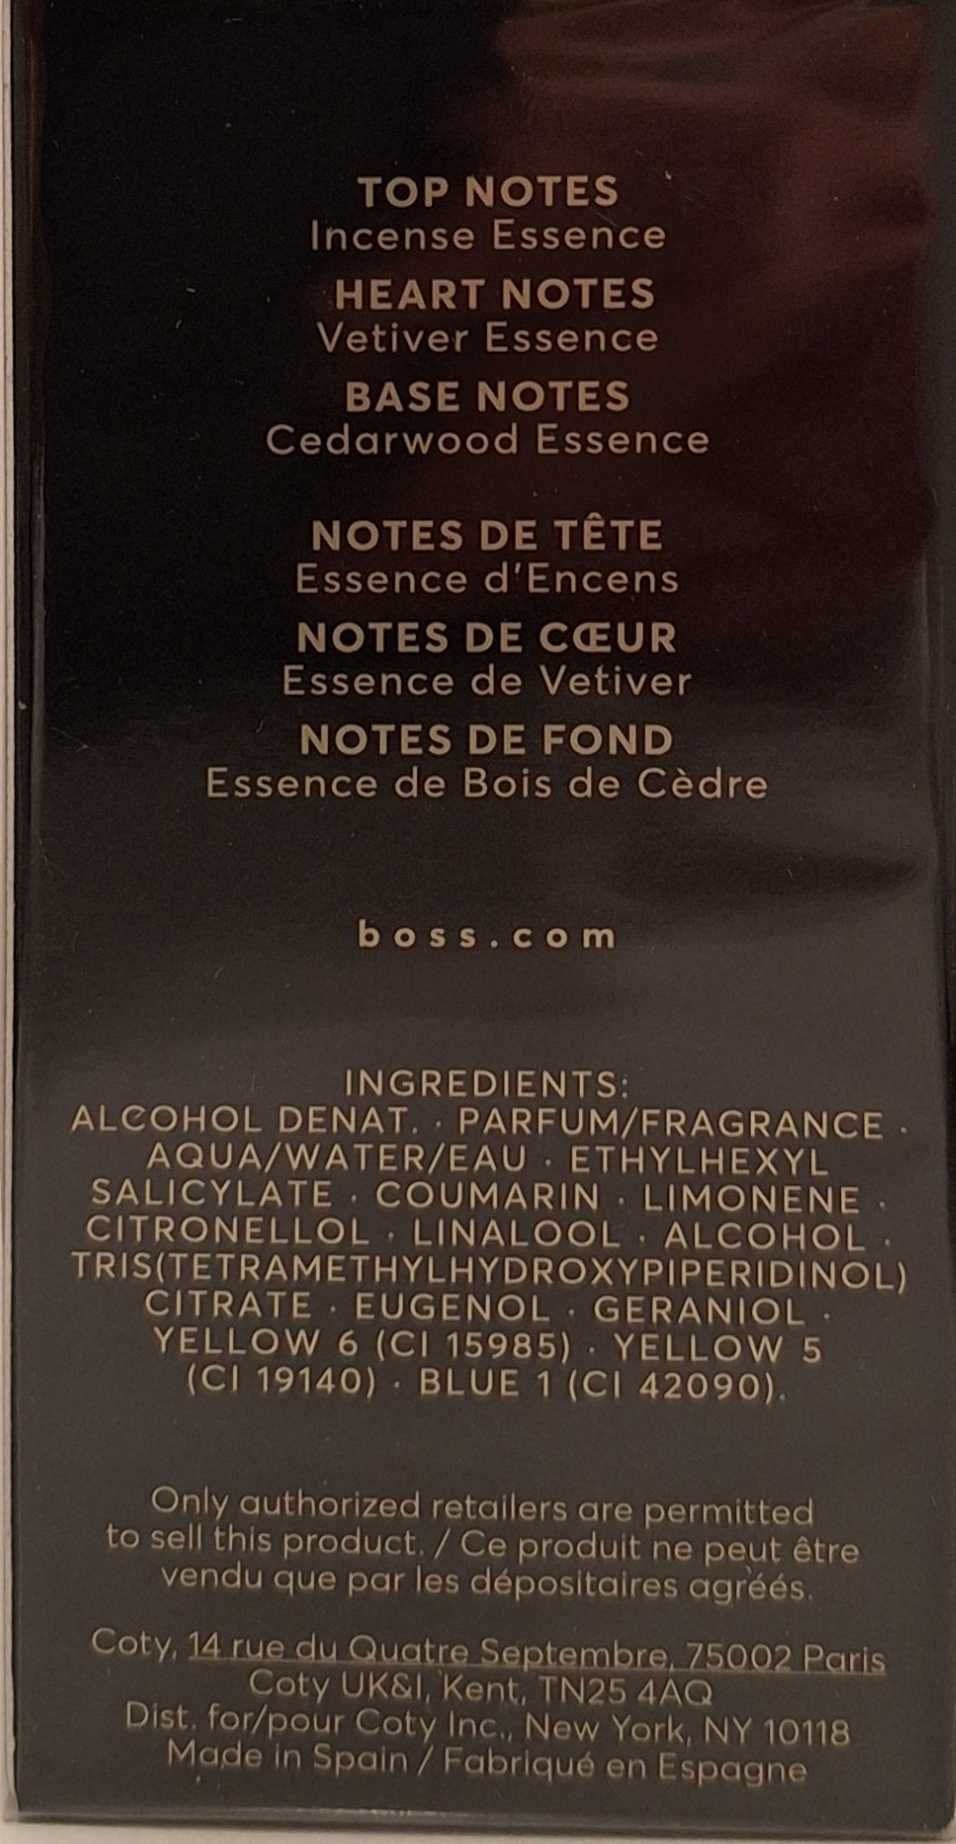 TOP NOTES
Incense Essence
HEART NOTES
Vetiver Essence
BASE NOTES
Cedarwood Essence
NOTES DE TÊTE
Essence d'Encens
NOTES DE CŒUR
Essence de Vetiver
NOTES DE FOND
Essence de Bois de Cèdre
boss.com
INGREDIENTS:
ALCOHOL DENAT. · PARFUM/FRAGRANCE ·
AQUA/WATER/EAU · ETHYLHEXYL
SALICYLATE · COUMARIN · LIMONENE ·
CITRONELLOL · LINALOOL · ALCOHOL ·
TRIS(TETRAMETHYLHYDROXYPIPERIDINOL)
CITRATE · EUGENOL · GERANIOL ·
YELLOW 6 (CI 15985) · YELLOW 5
(CI 19140) · BLUE 1 (CI 42090).
Only authorized retailers are permitted
to sell this product. / Ce produit ne peut être
vendu que par les dépositaires agréés.
Coty, 14 rue du Quatre Septembre, 75002 Paris
Coty UK&I, Kent, TN25 4AQ
Dist. for/pour Coty Inc., New York, NY 10118
Made in Spain / Fabriqué en Espagne